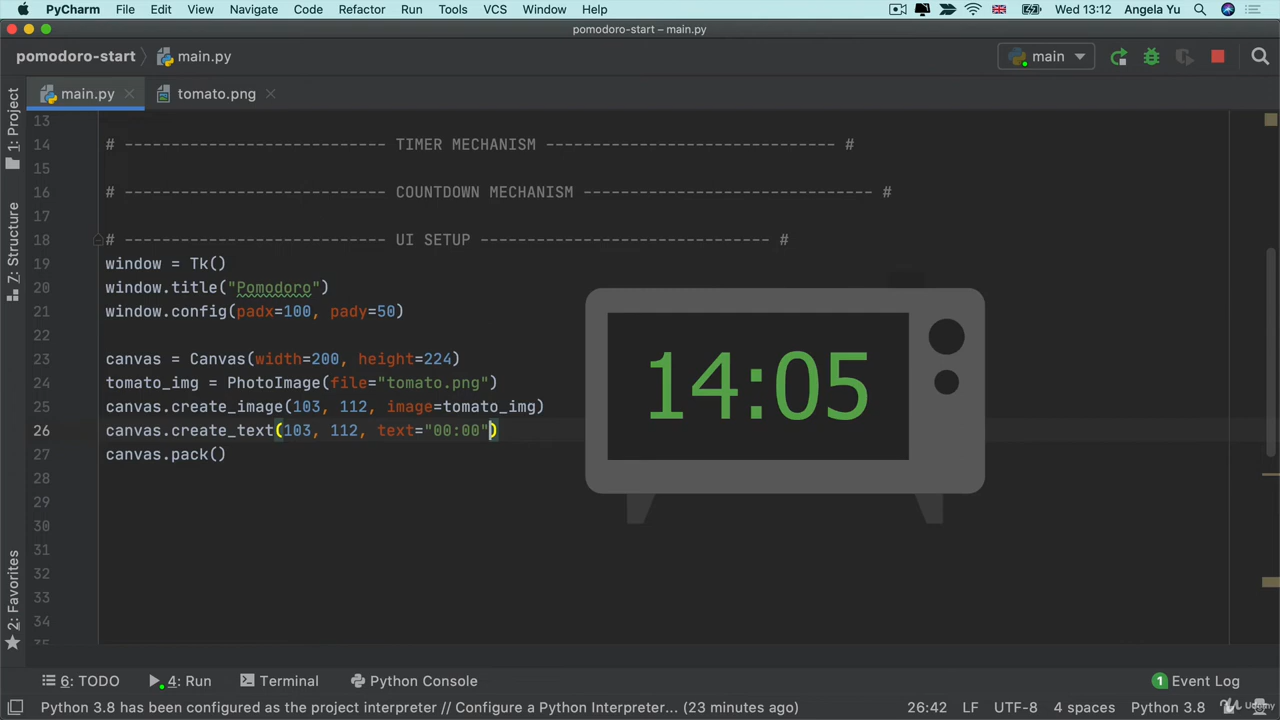 PyCharm File Edit View Navigate Code Refactor Run Tools VCS Window Help Wed 13:12 Angela Yu
pomodoro-start – main.py
pomodoro-start main.py main
main.py tomato.png
1: Project
Z: Structure
2: Favorites
13
14 # --------------------------- TIMER MECHANISM ------------------------------- #
15
16 # --------------------------- COUNTDOWN MECHANISM ------------------------------- #
17
18 # --------------------------- UI SETUP ------------------------------- #
19 window = Tk()
20 window.title("Pomodoro")
21 window.config(padx=100, pady=50)
22
23 canvas = Canvas(width=200, height=224)
24 tomato_img = PhotoImage(file="tomato.png")
25 canvas.create_image(103, 112, image=tomato_img)
26 canvas.create_text(103, 112, text="00:00")
27 canvas.pack()
28
29
30
31
32
33
34
35
14:05
6: TODO 4: Run Terminal Python Console 1 Event Log
Python 3.8 has been configured as the project interpreter // Configure a Python Interpreter... (23 minutes ago) 26:42 LF UTF-8 4 spaces Python 3.8
Udemy